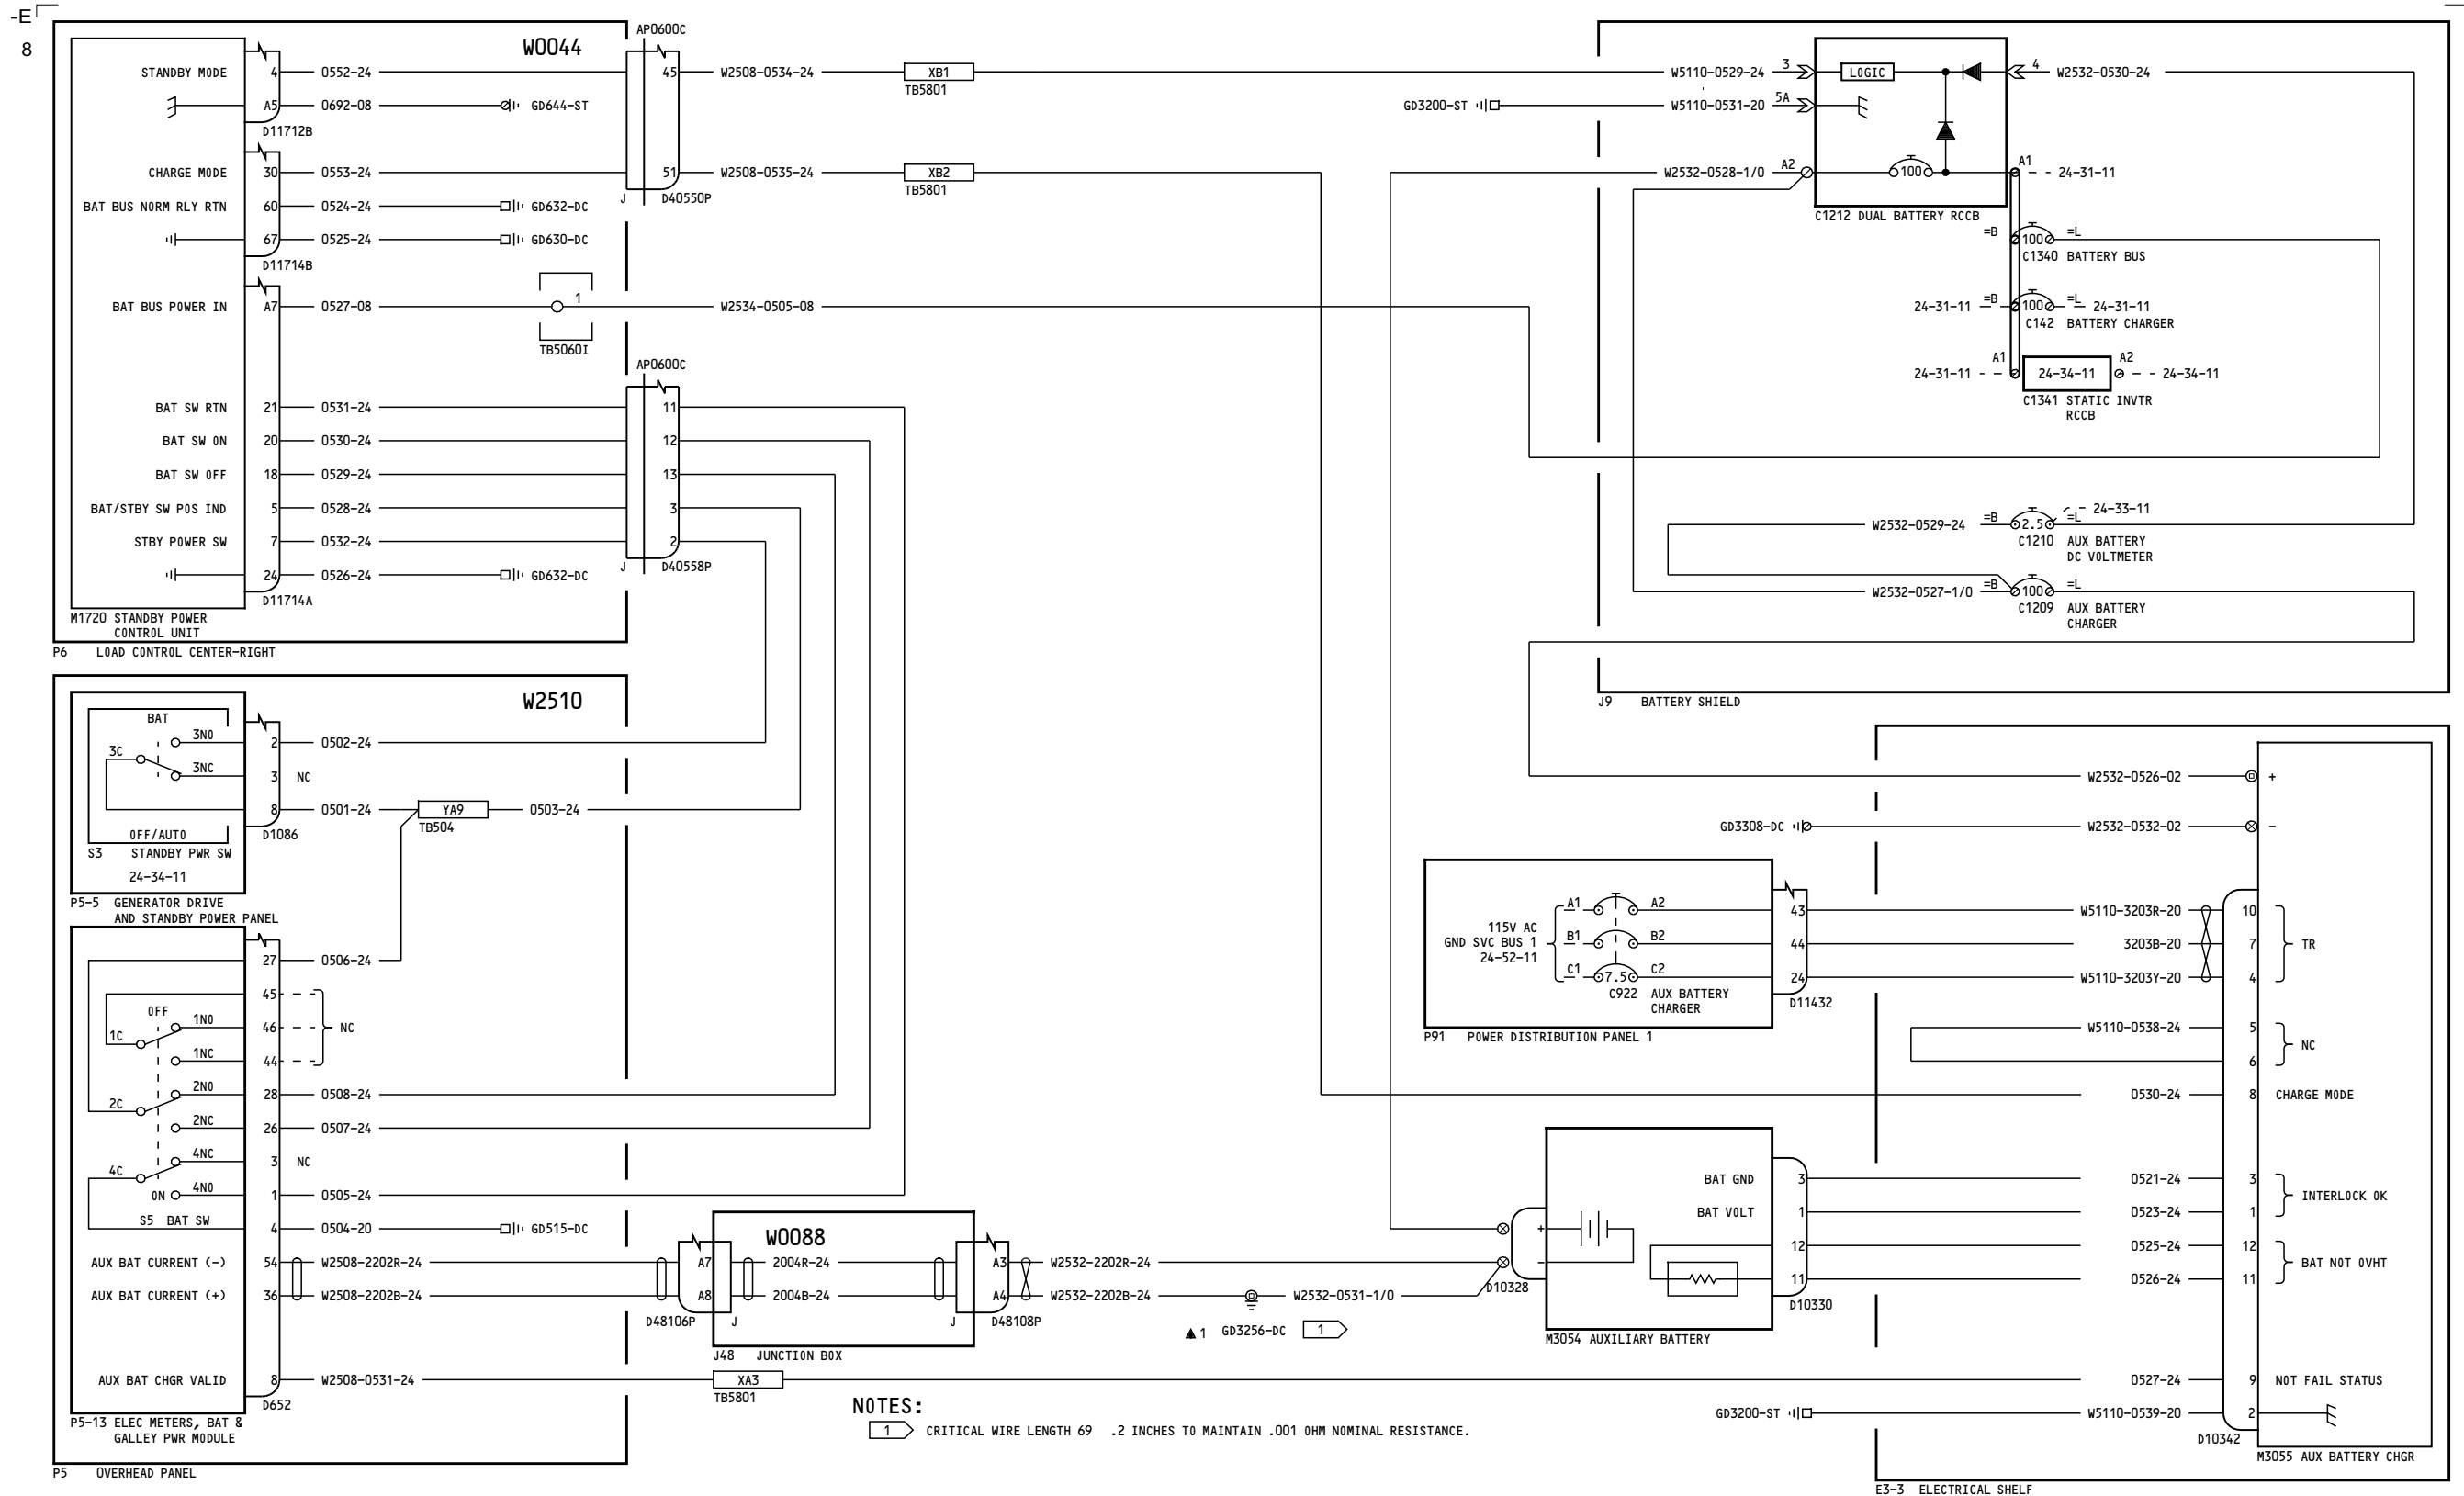 -E
8
W0044
AP0600C
STANDBY MODE 4 0552-24 45 W2508-0534-24 XB1 W5110-0529-24 3 LOGIC 4 W2532-0530-24
TB5801
A5 0692-08 GD644-ST GD3200-ST W5110-0531-20 5A
D11712B
CHARGE MODE 30 0553-24 51 W2508-0535-24 XB2 W2532-0528-1/0 A2 100 A1 24-31-11
J D40550P TB5801
BAT BUS NORM RLY RTN 60 0524-24 GD632-DC
C1212 DUAL BATTERY RCCB
67 0525-24 GD630-DC =B 100 =L
D11714B C1340 BATTERY BUS
BAT BUS POWER IN A7 0527-08 1 W2534-0505-08 24-31-11 =B 100 =L 24-31-11
TB5060I C142 BATTERY CHARGER
AP0600C
A1 A2
24-31-11 24-34-11 24-34-11
C1341 STATIC INVTR
RCCB
BAT SW RTN 21 0531-24 11
BAT SW ON 20 0530-24 12
BAT SW OFF 18 0529-24 13
BAT/STBY SW POS IND 5 0528-24 3
24-33-11
W2532-0529-24 =B 2.5 =L
C1210 AUX BATTERY
DC VOLTMETER
STBY POWER SW 7 0532-24 2
J D40558P
24 0526-24 GD632-DC
D11714A
W2532-0527-1/0 =B 100 =L
C1209 AUX BATTERY
CHARGER
M1720 STANDBY POWER
CONTROL UNIT
P6 LOAD CONTROL CENTER-RIGHT
J9 BATTERY SHIELD
W2510
BAT
3NO 2 0502-24
3C
3NC 3 NC
8 0501-24 YA9 0503-24
TB504
OFF/AUTO D1086
S3 STANDBY PWR SW
24-34-11
P5-5 GENERATOR DRIVE
AND STANDBY POWER PANEL
W2532-0526-02 +
GD3308-DC W2532-0532-02 -
27 0506-24
45
OFF
1NO 46 NC
1C
1NC 44
2NO 28 0508-24
2C
2NC 26 0507-24
4NC 3 NC
4C
ON 4NO 1 0505-24
S5 BAT SW 4 0504-20 GD515-DC
AUX BAT CURRENT (-) 54 W2508-2202R-24 A7 2004R-24 A3 W2532-2202R-24
AUX BAT CURRENT (+) 36 W2508-2202B-24 A8 2004B-24 A4 W2532-2202B-24 W2532-0531-1/0
W0088
D48106P J J D48108P
▲1 GD3256-DC 1
J48 JUNCTION BOX
AUX BAT CHGR VALID 8 W2508-0531-24 XA3 0527-24 9 NOT FAIL STATUS
TB5801
D652
P5-13 ELEC METERS, BAT &
GALLEY PWR MODULE
P5 OVERHEAD PANEL
115V AC
GND SVC BUS 1
24-52-11
A1 A2 43 W5110-3203R-20 10
B1 B2 44 3203B-20 7 TR
C1 7.5 C2 24 W5110-3203Y-20 4
C922 AUX BATTERY
CHARGER
D11432
P91 POWER DISTRIBUTION PANEL 1
W5110-0538-24 5
NC
6
0530-24 8 CHARGE MODE
BAT GND 3 0521-24 3
INTERLOCK OK
BAT VOLT 1 0523-24 1
+ 12 0525-24 12
BAT NOT OVHT
- 11 0526-24 11
D10328 D10330
M3054 AUXILIARY BATTERY
GD3200-ST W5110-0539-20 2
D10342
M3055 AUX BATTERY CHGR
E3-3 ELECTRICAL SHELF
NOTES:
1 CRITICAL WIRE LENGTH 69 .2 INCHES TO MAINTAIN .001 OHM NOMINAL RESISTANCE.